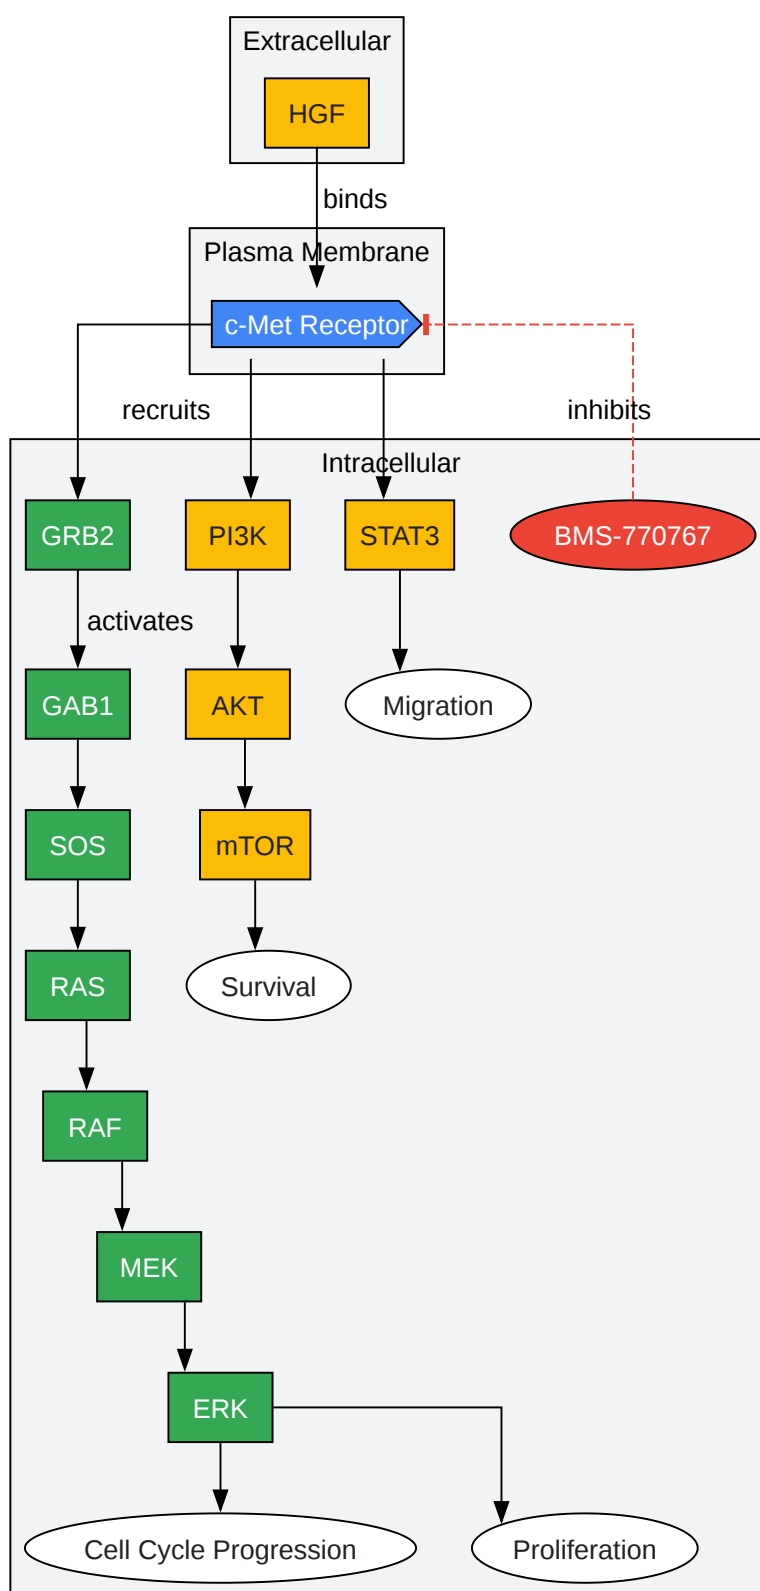 Extracellular
HGF
binds
Plasma Membrane
c-Met Receptor
recruits
inhibits
Intracellular
GRB2
PI3K
STAT3
BMS-770767
activates
GAB1
AKT
Migration
SOS
mTOR
RAS
Survival
RAF
MEK
ERK
Cell Cycle Progression
Proliferation